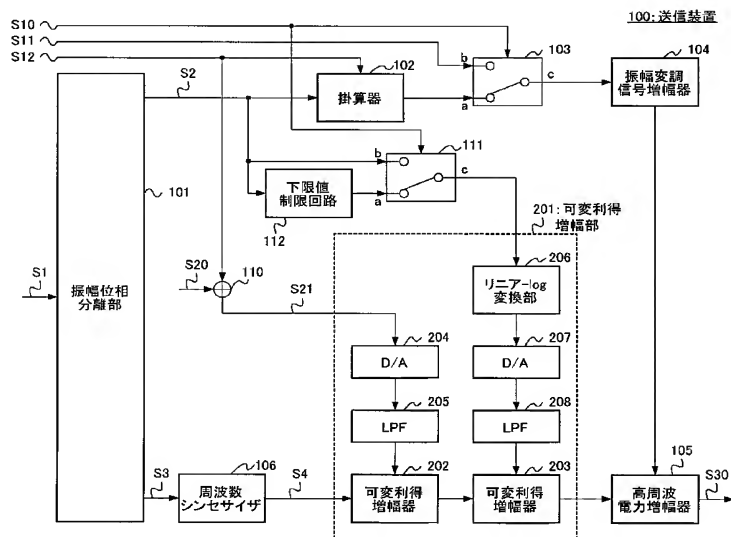 100:送信装置
S10
S11
S12
S2
102
掛算器
b
a
c
103
104
振幅変調
信号増幅器
101
振幅位相
分離部
S1
下限値
制限回路
112
b
a
c
111
201:可変利得
増幅部
S20
110
S21
206
リニア-log
変換部
204
D/A
207
D/A
205
LPF
208
LPF
S3
106
周波数
シンセサイザ
S4
202
可変利得
増幅器
203
可変利得
増幅器
105
高周波
電力増幅器
S30